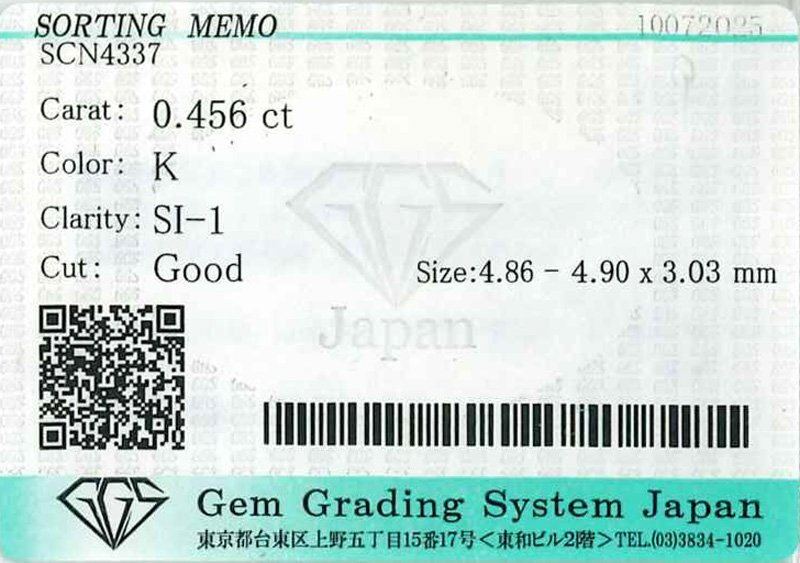 SORTING MEMO
10072025
SCN4337
Carat: 0.456 ct
Color: K
Clarity: SI-1
Cut: Good
Size:4.86 - 4.90 x 3.03 mm
GGS
Japan
GGS Gem Grading System Japan
東京都台東区上野五丁目15番17号<東和ビル2階>TEL.(03)3834-1020